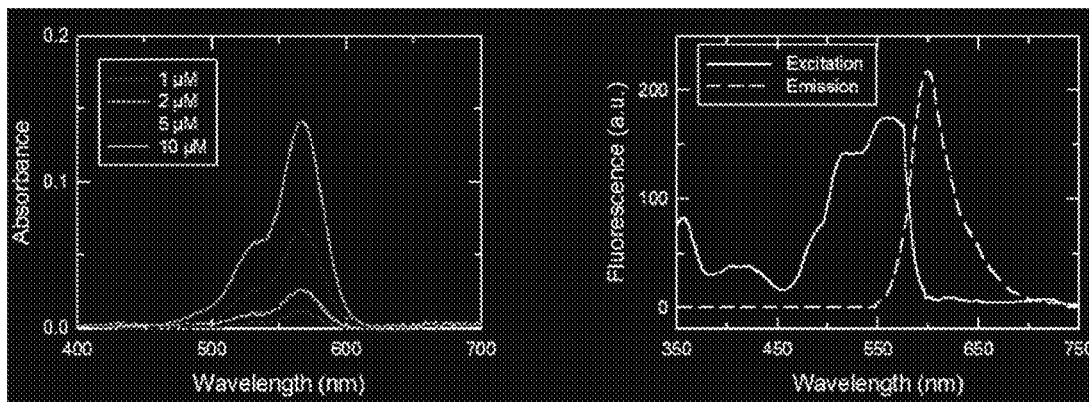 0.2
1 µM
2 µM
5 µM
10 µM
0.1
Absorbance
0.0
400
500
600
700
Wavelength (nm)
Excitation
Emission
200
100
0
Fluorescence (a.u.)
350
450
550
650
750
Wavelength (nm)